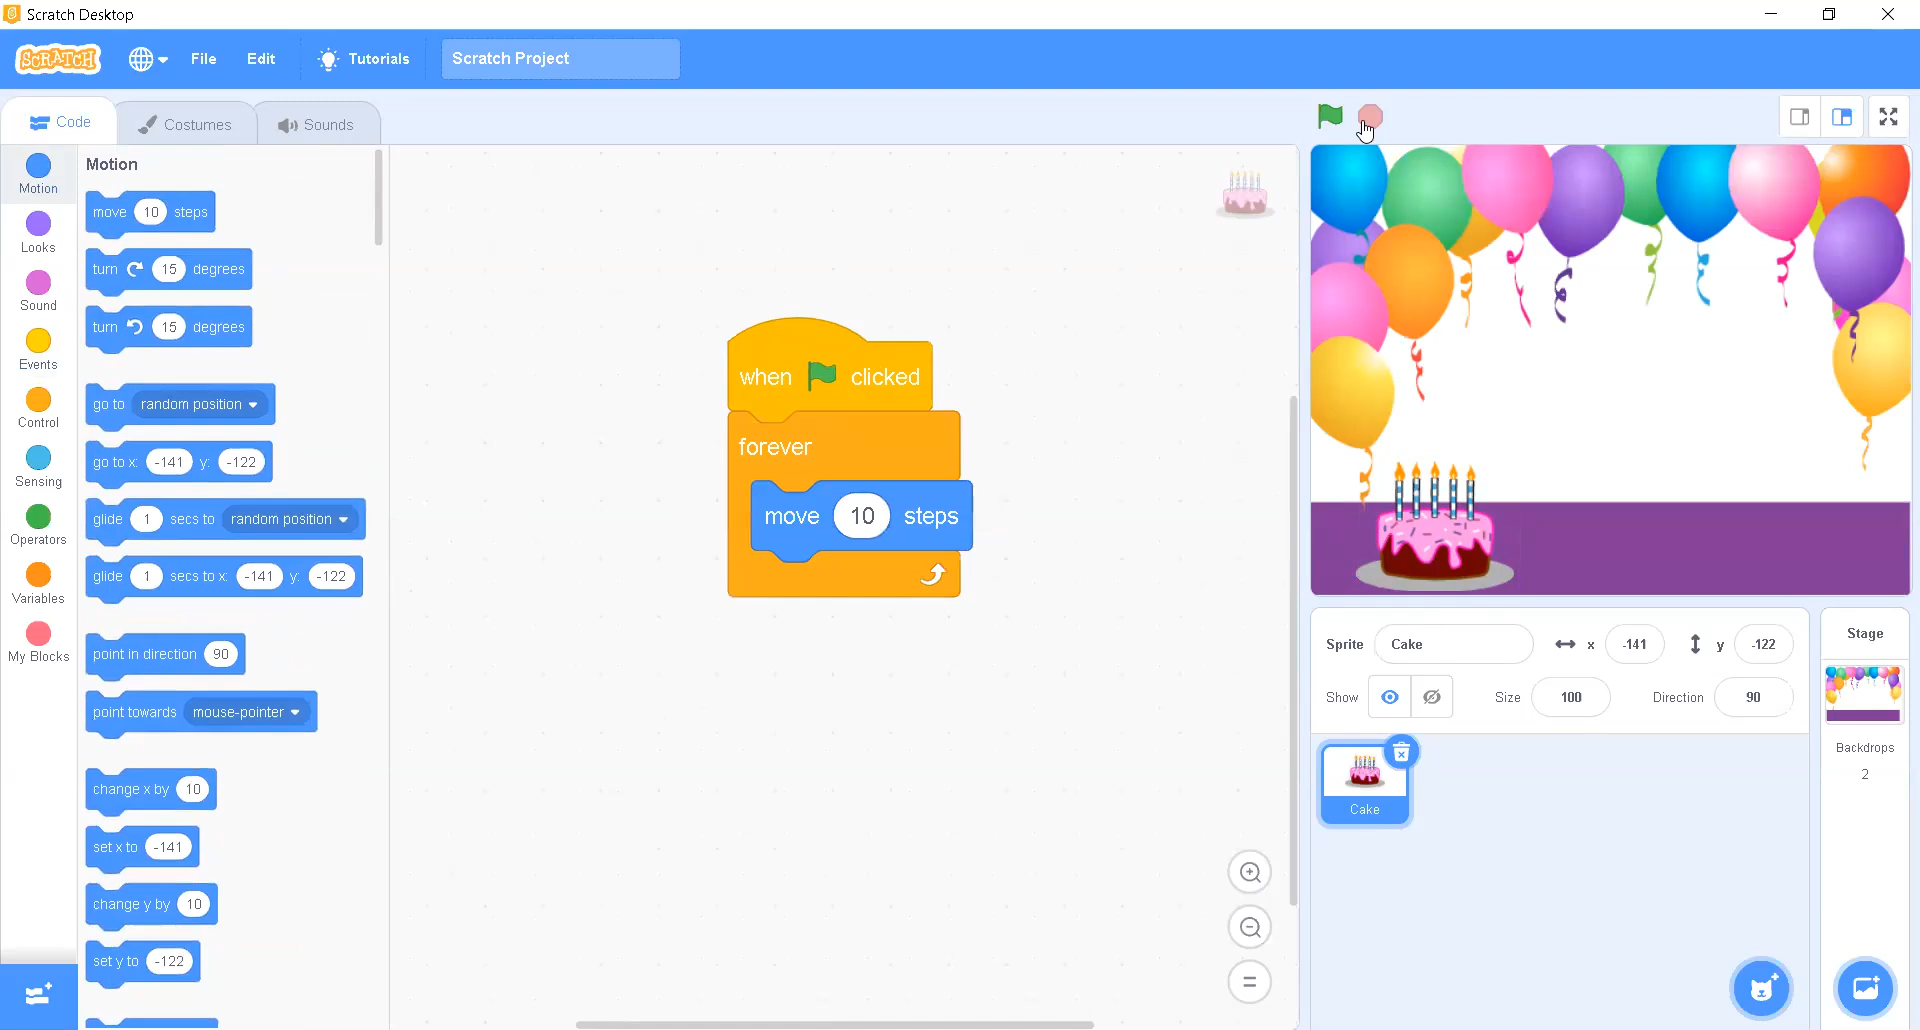 Scratch Desktop
SCRATCH File Edit Tutorials Scratch Project
Code Costumes Sounds
Motion
Looks
Sound
Events
Control
Sensing
Operators
Variables
My Blocks
Motion
move 10 steps
turn 15 degrees
turn 15 degrees
go to random position
go to x: -141 y: -122
glide 1 secs to random position
glide 1 secs to x: -141 y: -122
point in direction 90
point towards mouse-pointer
change x by 10
set x to -141
change y by 10
set y to -122
when clicked
forever
move 10 steps
Sprite Cake x -141 y -122
Show Size 100 Direction 90
Cake
Stage
Backdrops
2